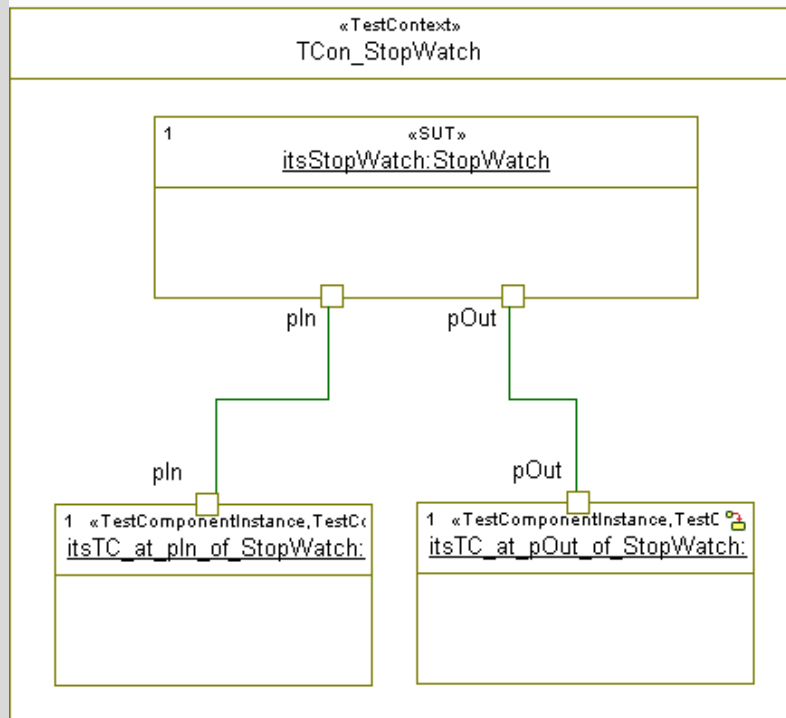 «TestContext»
TCon_StopWatch
1 «SUT»
itsStopWatch:StopWatch
pIn pOut
pIn pOut
1 «TestComponentInstance,TestCo
itsTC_at_pIn_of_StopWatch:
1 «TestComponentInstance,TestC
itsTC_at_pOut_of_StopWatch: